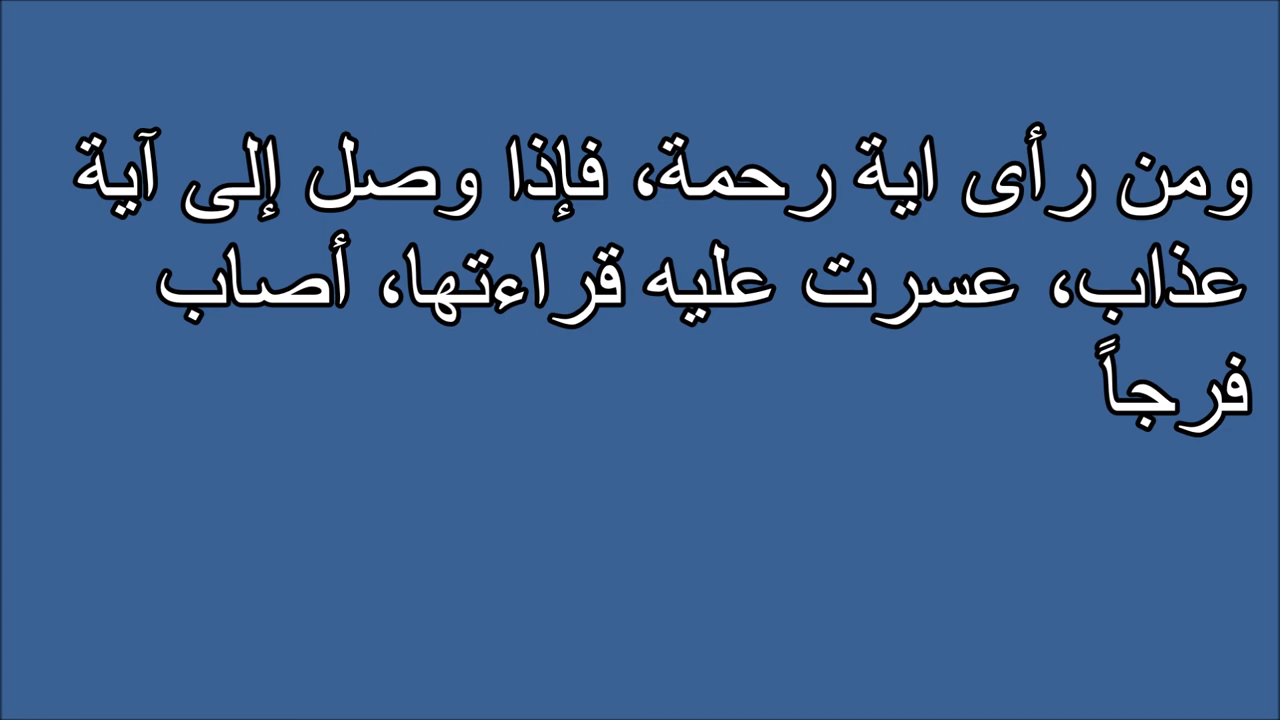 ومن رأى اية رحمة، فإذا وصل إلى آية
عذاب، عسرت عليه قراءتها، أصاب
فرجاً